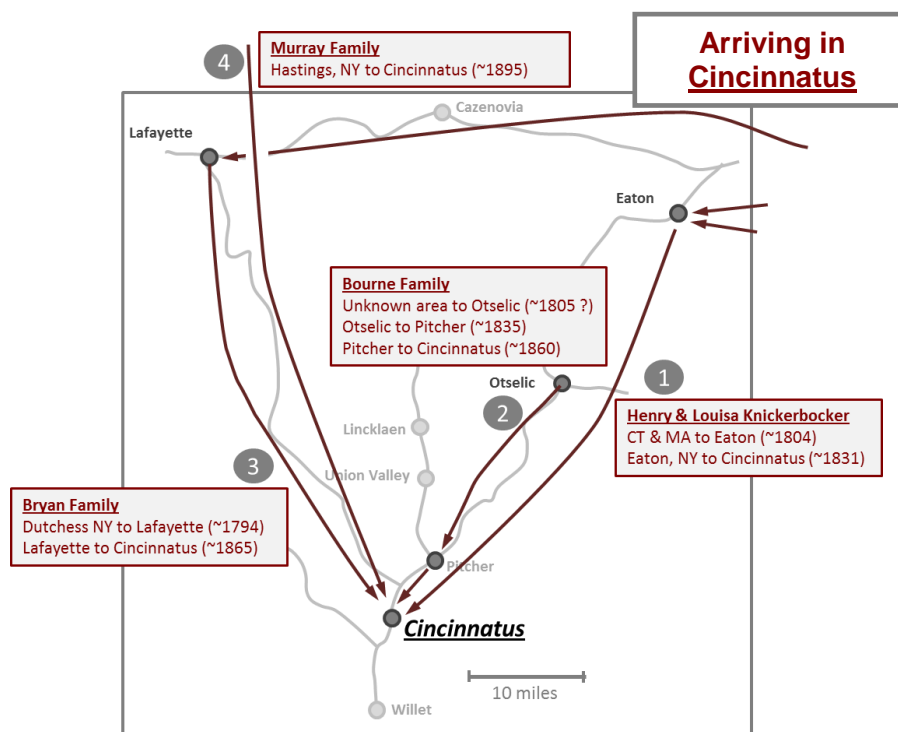 Arriving in
Cincinnatus
4
Murray Family
Hastings, NY to Cincinnatus (~1895)
Cazenovia
Lafayette
Eaton
Bourne Family
Unknown area to Otselic (~1805 ?)
Otselic to Pitcher (~1835)
Pitcher to Cincinnatus (~1860)
1
Otselic
2
Henry & Louisa Knickerbocker
CT & MA to Eaton (~1804)
Eaton, NY to Cincinnatus (~1831)
Lincklaen
3
Union Valley
Bryan Family
Dutchess NY to Lafayette (~1794)
Lafayette to Cincinnatus (~1865)
Pitcher
Cincinnatus
10 miles
Willet